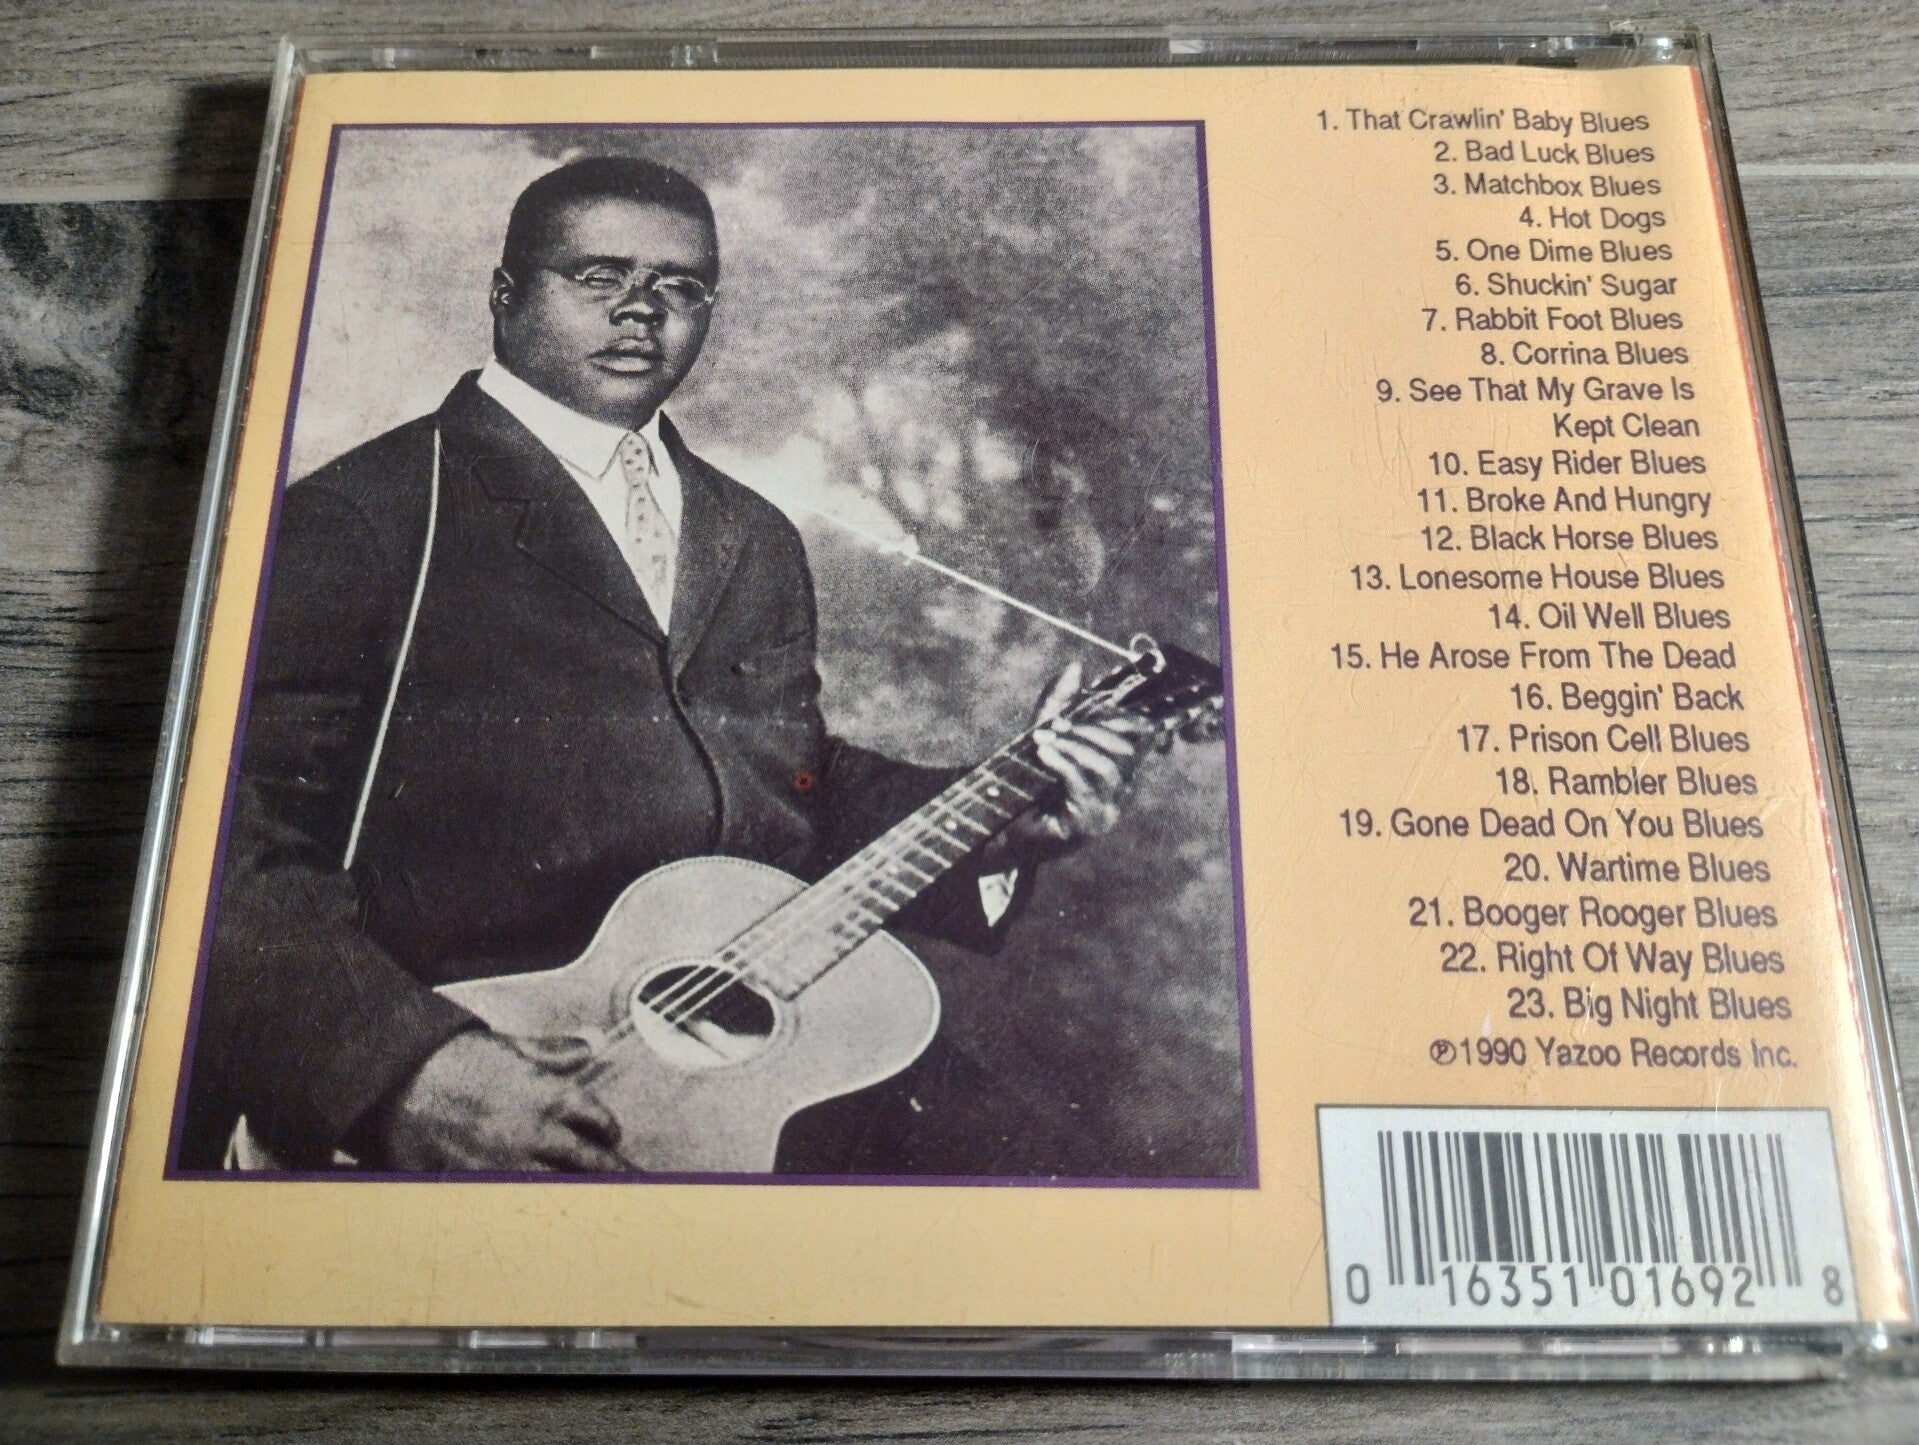 1. That Crawlin' Baby Blues
2. Bad Luck Blues
3. Matchbox Blues
4. Hot Dogs
5. One Dime Blues
6. Shuckin' Sugar
7. Rabbit Foot Blues
8. Corrina Blues
9. See That My Grave Is
Kept Clean
10. Easy Rider Blues
11. Broke And Hungry
12. Black Horse Blues
13. Lonesome House Blues
14. Oil Well Blues
15. He Arose From The Dead
16. Beggin' Back
17. Prison Cell Blues
18. Rambler Blues
19. Gone Dead On You Blues
20. Wartime Blues
21. Booger Rooger Blues
22. Right Of Way Blues
23. Big Night Blues
℗1990 Yazoo Records Inc.
0 16351 01692 8